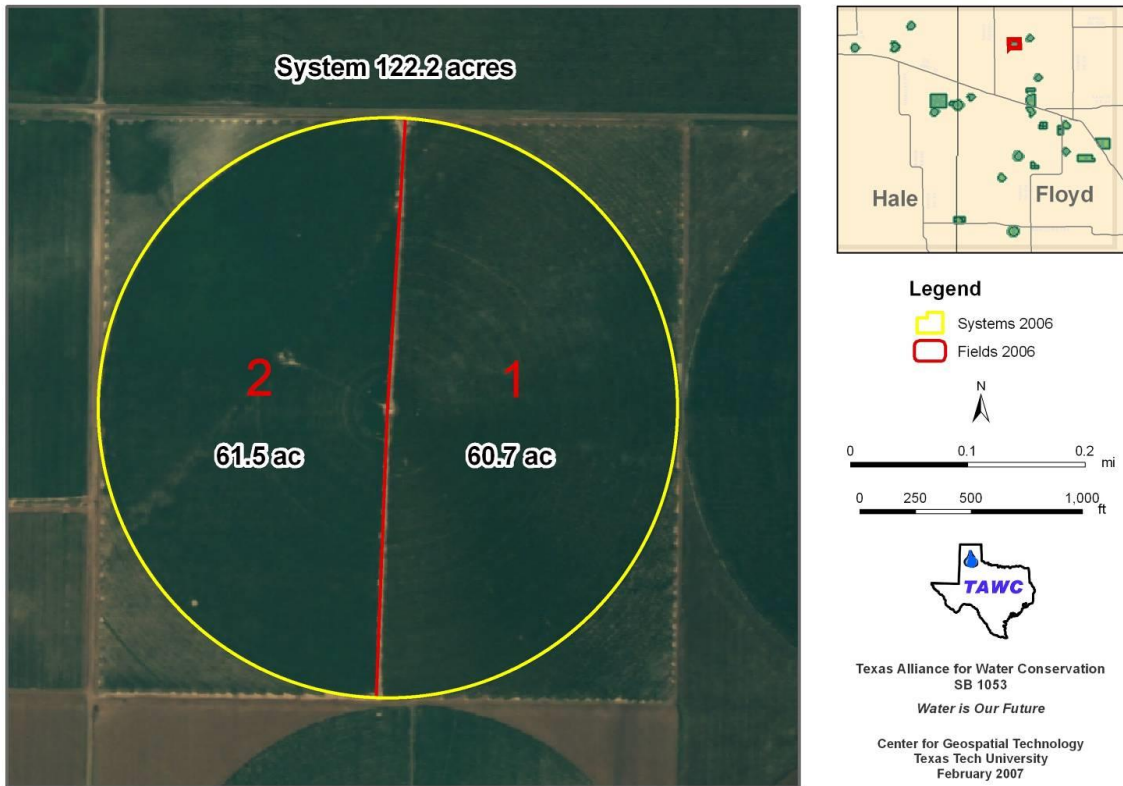 System 122.2 acres
2
1
61.5 ac
60.7 ac
Hale
Floyd
Legend
Systems 2006
Fields 2006
N
0 0.1 0.2
mi
0 250 500 1,000
ft
TAWC
Texas Alliance for Water Conservation
SB 1053
Water is Our Future
Center for Geospatial Technology
Texas Tech University
February 2007